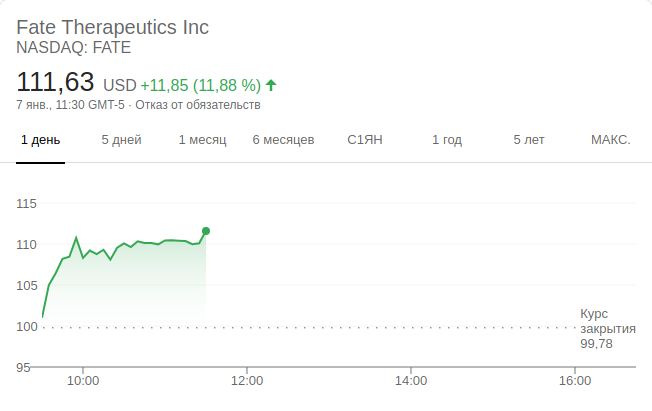 Fate Therapeutics Inc
NASDAQ: FATE
111,63 USD +11,85 (11,88 %)
7 янв., 11:30 GMT-5 · Отказ от обязательств
1 день 5 дней 1 месяц 6 месяцев С1ЯН 1 год 5 лет МАКС.
115
110
105
100
Курс
закрытия
99,78
95
10:00 12:00 14:00 16:00